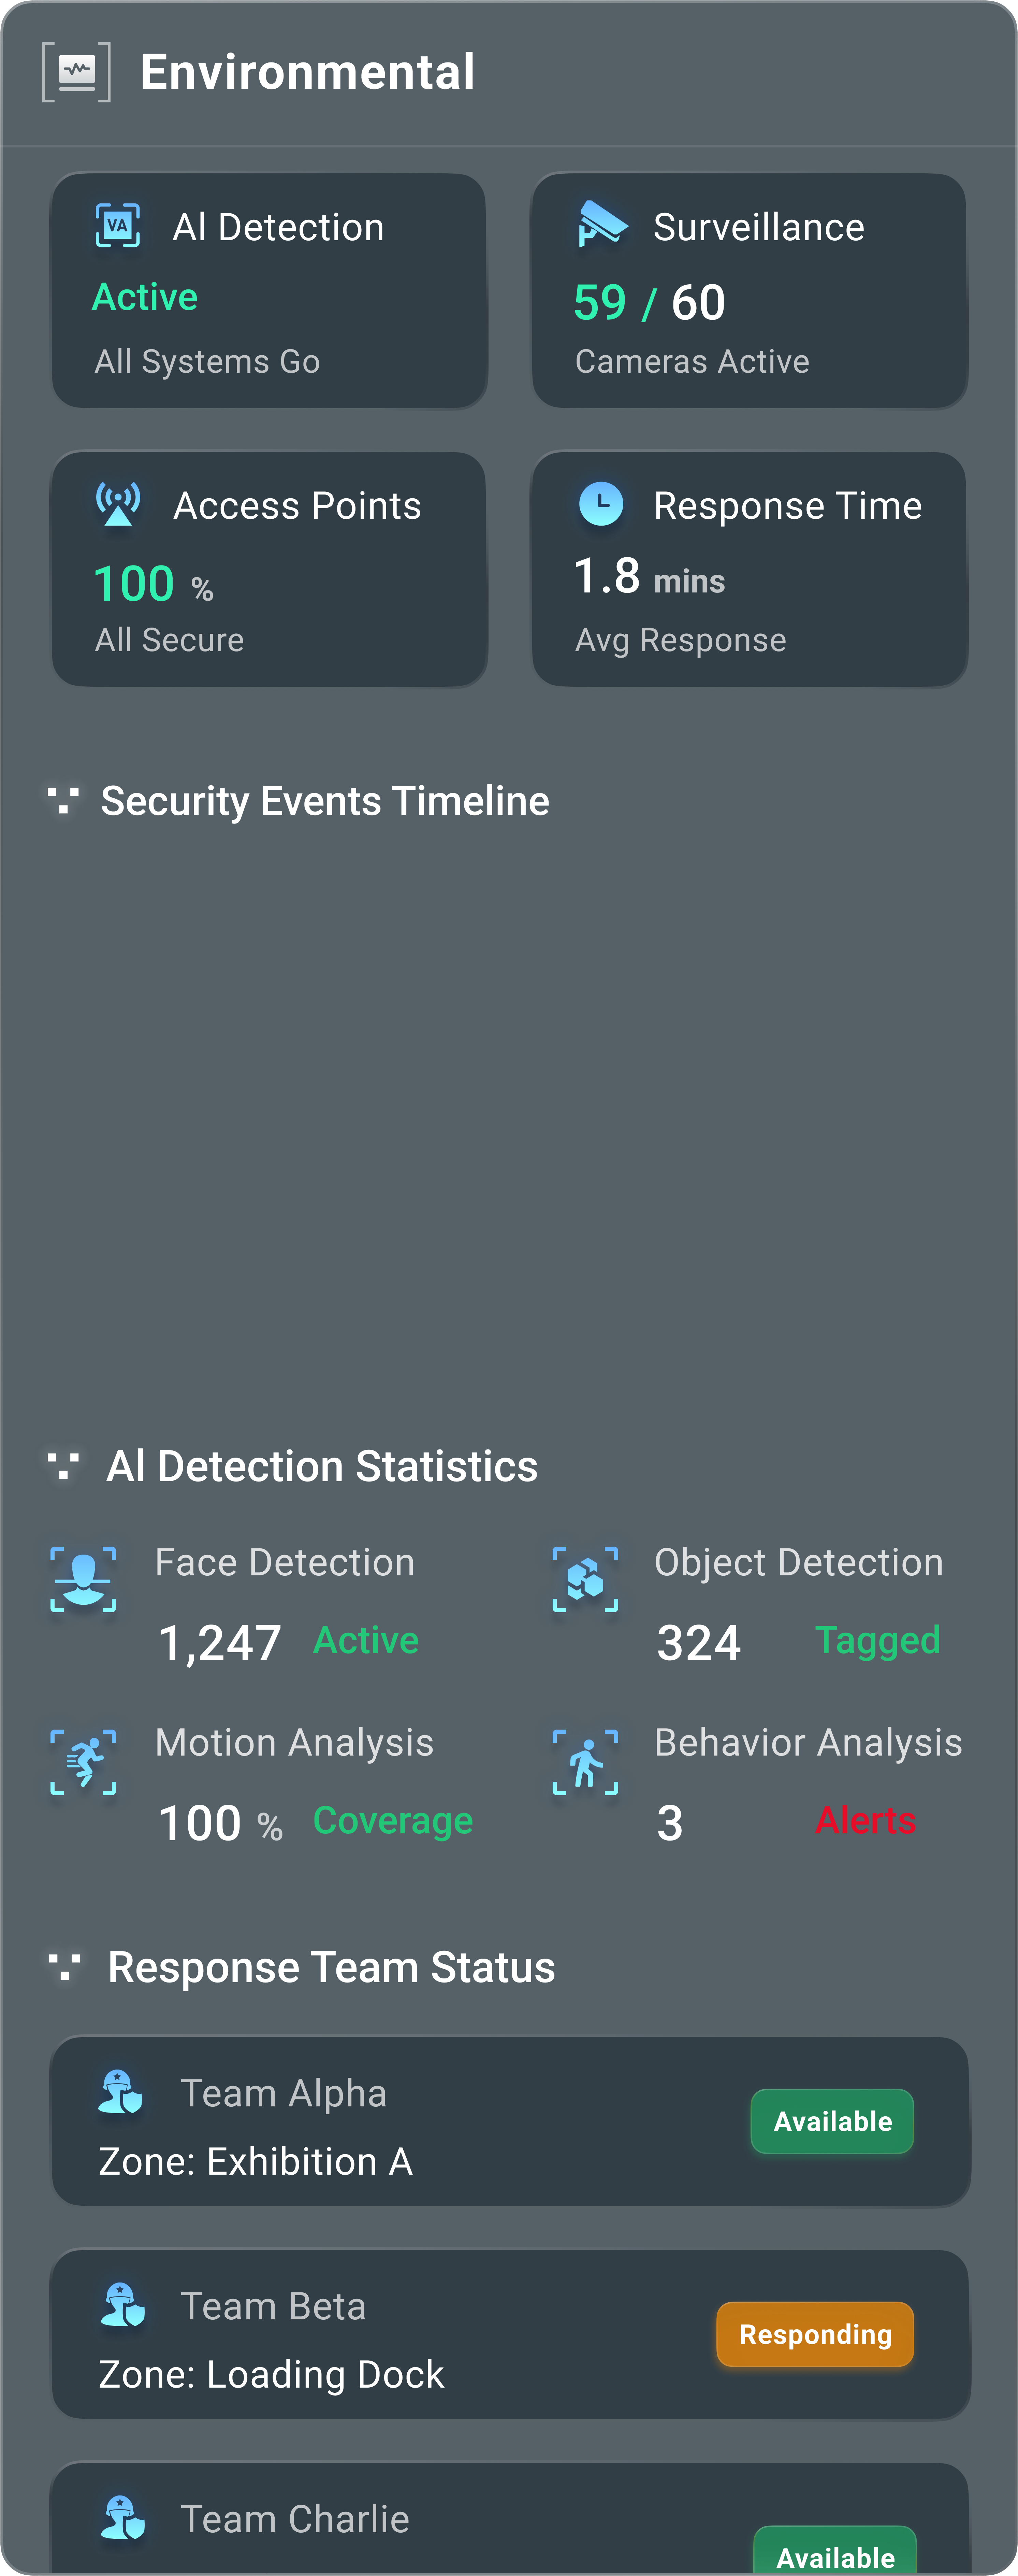 Environmental
VA
AI Detection
Active
All Systems Go
Surveillance
59 / 60
Cameras Active
Access Points
100 %
All Secure
Response Time
1.8 mins
Avg Response
Security Events Timeline
AI Detection Statistics
Face Detection
1,247 Active
Object Detection
324 Tagged
Motion Analysis
100 % Coverage
Behavior Analysis
3 Alerts
Response Team Status
Team Alpha
Zone: Exhibition A
Available
Team Beta
Zone: Loading Dock
Responding
Team Charlie
Available